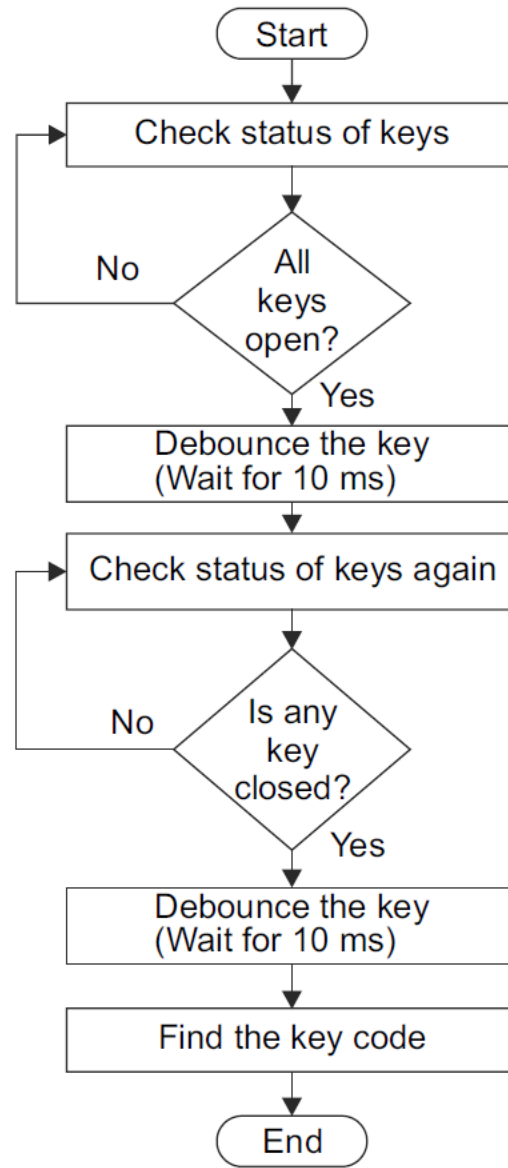 Start
Check status of keys
No
All
keys
open?
Yes
Debounce the key
(Wait for 10 ms)
Check status of keys again
No
Is any
key
closed?
Yes
Debounce the key
(Wait for 10 ms)
Find the key code
End